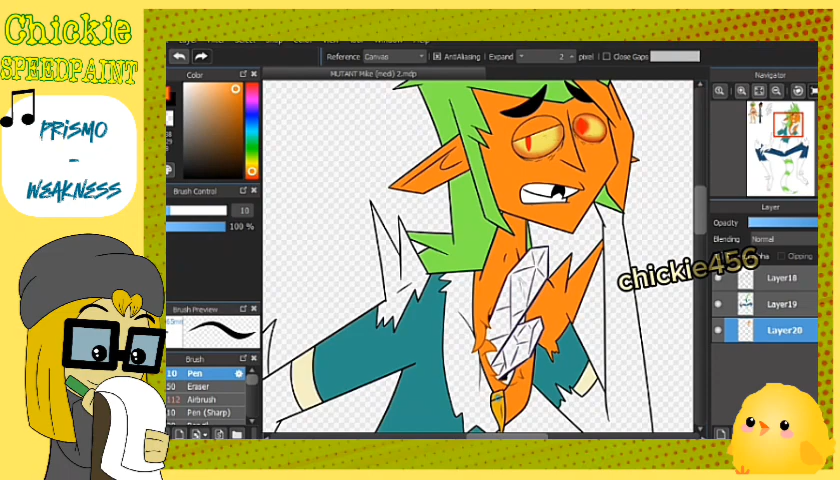 Chickie
SPEEDPAINT
PRISMO
-
WEAKNESS
Reference Canvas AntiAliasing Expand 2 pixel Close Gaps
MUTANT Mike (medi) 2.mdp
Color
Brush Control
10
100 %
Brush Preview
Brush
10 Pen
50 Eraser
112 Airbrush
10 Pen (Sharp)
Navigator
Layer
Opacity
Blending Normal
Clipping
Layer18
Layer19
Layer20
chickie456